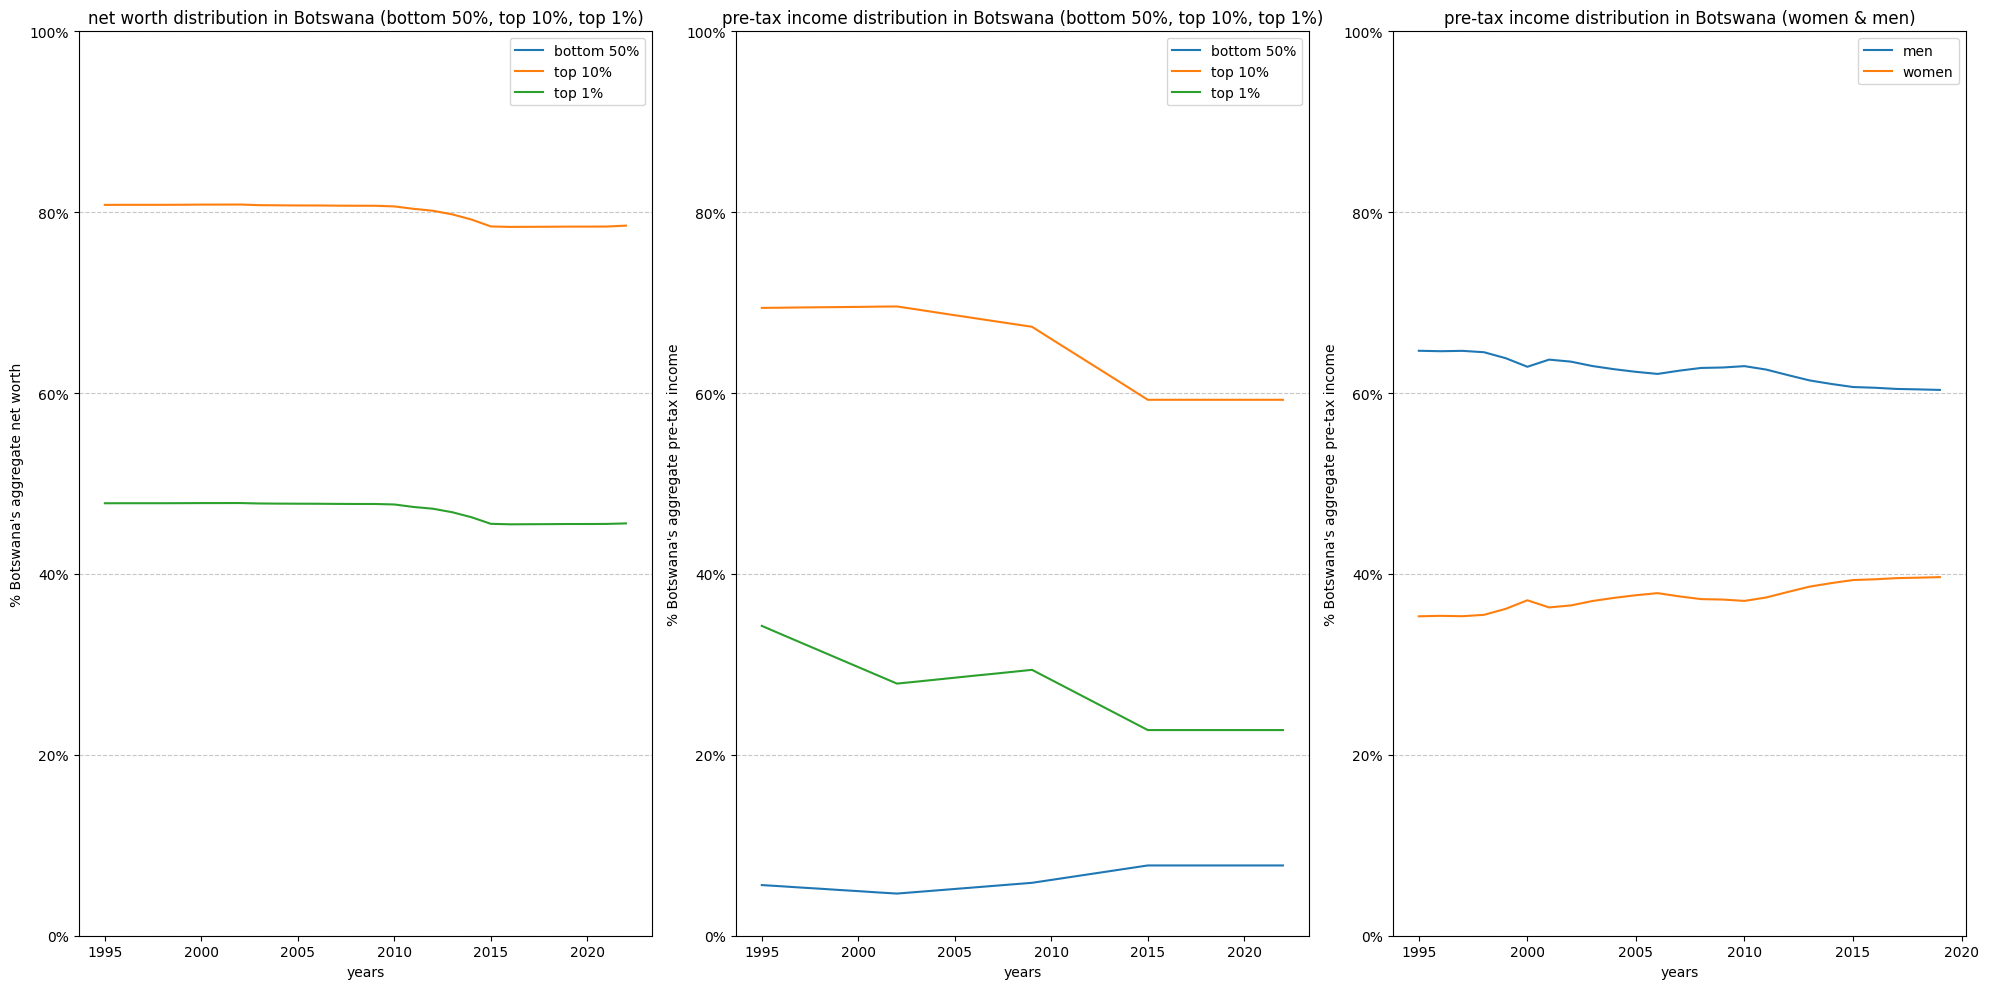 net worth distribution in Botswana (bottom 50%, top 10%, top 1%)
100%
80%
60%
40%
20%
0%
% Botswana's aggregate net worth
bottom 50%
top 10%
top 1%
1995 2000 2005 2010 2015 2020
years
pre-tax income distribution in Botswana (bottom 50%, top 10%, top 1%)
100%
80%
60%
40%
20%
0%
% Botswana's aggregate pre-tax income
bottom 50%
top 10%
top 1%
1995 2000 2005 2010 2015 2020
years
pre-tax income distribution in Botswana (women & men)
100%
80%
60%
40%
20%
0%
% Botswana's aggregate pre-tax income
men
women
1995 2000 2005 2010 2015 2020
years